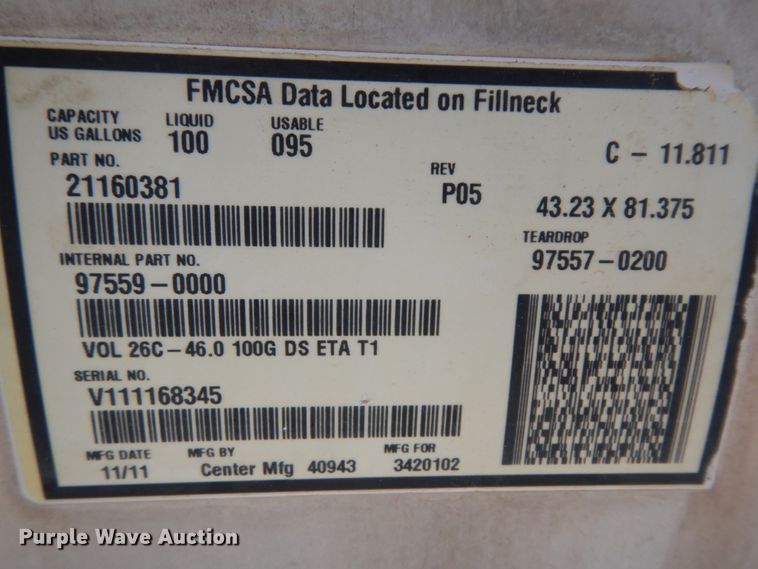 FMCSA Data Located on Fillneck
CAPACITY US GALLONS
LIQUID 100
USABLE 095
C - 11.811
PART NO.
21160381
REV
P05
43.23 X 81.375
TEARDROP
97557-0200
INTERNAL PART NO.
97559-0000
VOL 26C-46.0 100G DS ETA T1
SERIAL NO.
V111168345
MFG DATE
11/11
MFG BY
Center Mfg 40943
MFG FOR
3420102
Purple Wave Auction